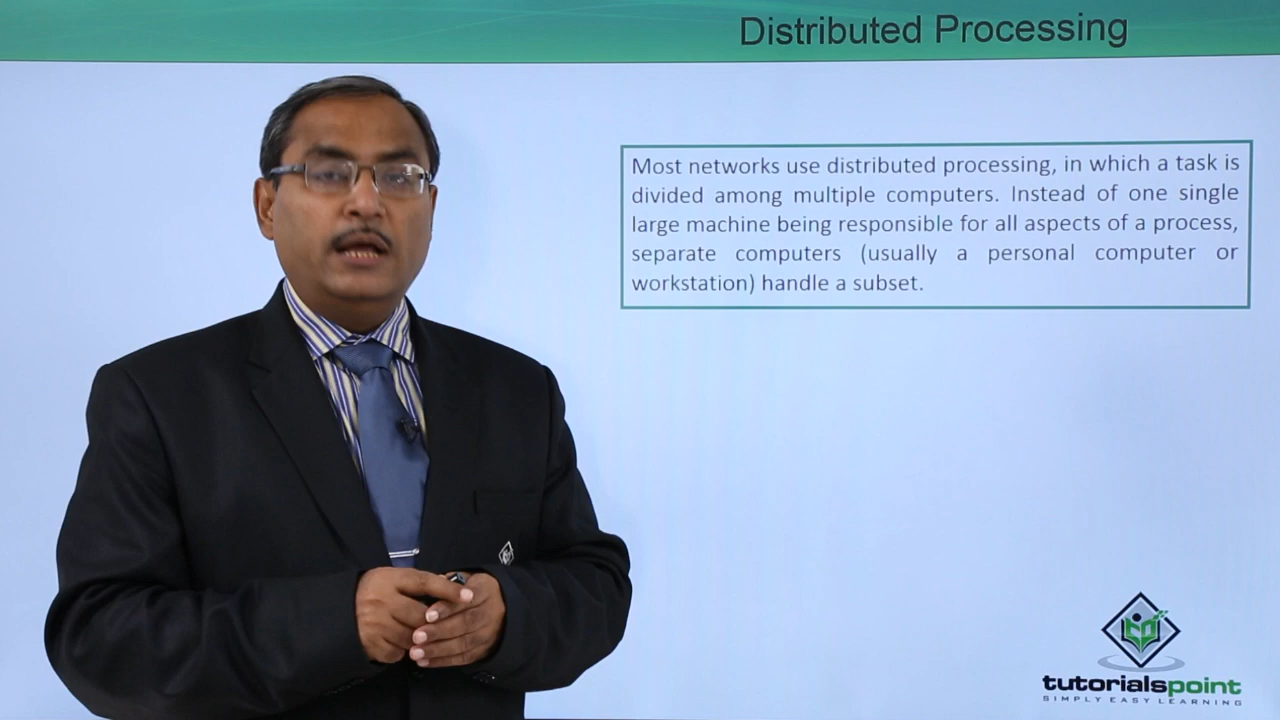 Distributed Processing
Most networks use distributed processing, in which a task is
divided among multiple computers. Instead of one single
large machine being responsible for all aspects of a process,
separate computers (usually a personal computer or
workstation) handle a subset.
tutorialspoint
SIMPLY EASY LEARNING